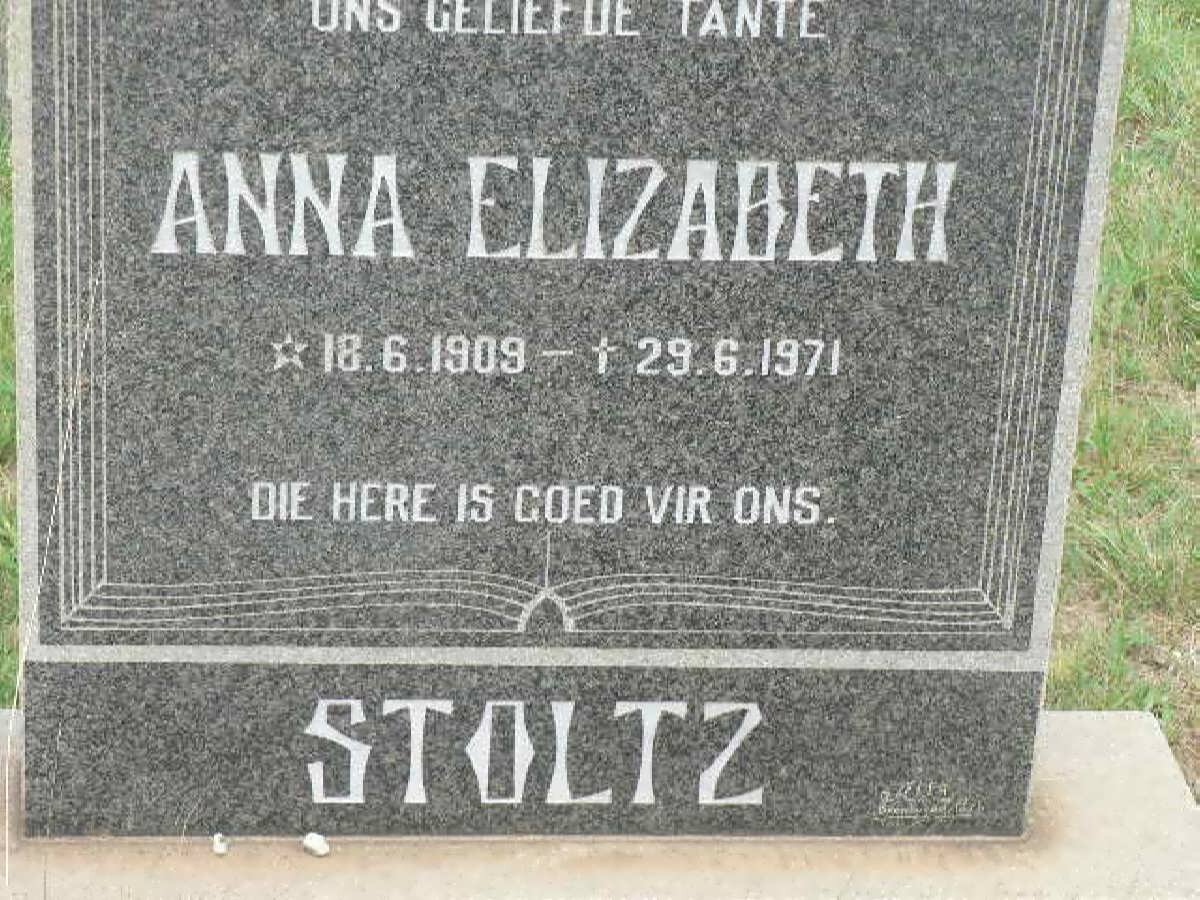 ONS GELIEFDE TANTE
ANNA ELIZABETH
☆ 18.6.1909 – † 29.6.1971
DIE HERE IS GOED VIR ONS.
STOLTZ